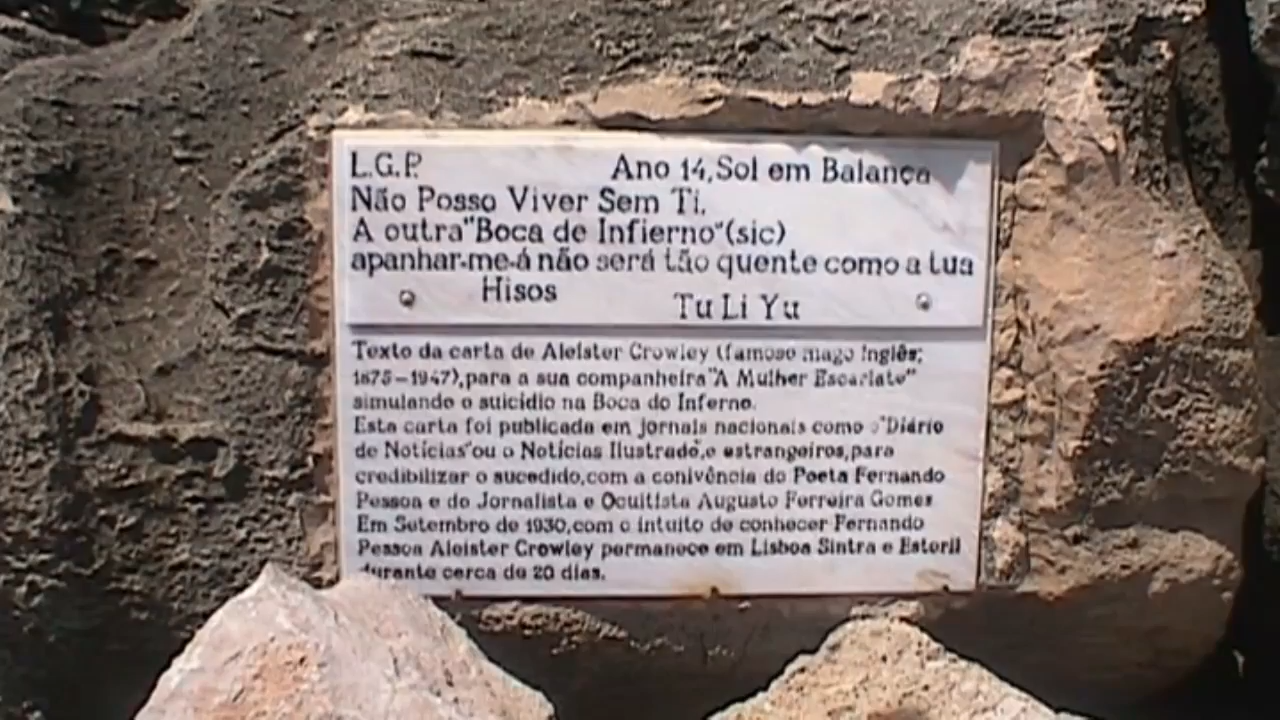 L.G.P. Ano 14, Sol em Balança
Não Posso Viver Sem Ti.
A outra "Boca de Infierno" (sic)
apanhar-me-á não será tão quente como a tua
Hisos Tu Li Yu
Texto da carta de Aleister Crowley (famoso mago Inglês;
1875-1947), para a sua companheira "A Mulher Escarlate"
simulando o suicídio na Boca do Inferno.
Esta carta foi publicada em jornais nacionais como o "Diário
de Notícias" ou o Notícias Ilustrado, e estrangeiros, para
credibilizar o sucedido, com a conivência do Poeta Fernando
Pessoa e do Jornalista e Ocultista Augusto Ferreira Gomes
Em Setembro de 1930, com o intuito de conhecer Fernando
Pessoa Aleister Crowley permanece em Lisboa Sintra e Estoril
durante cerca de 20 dias.